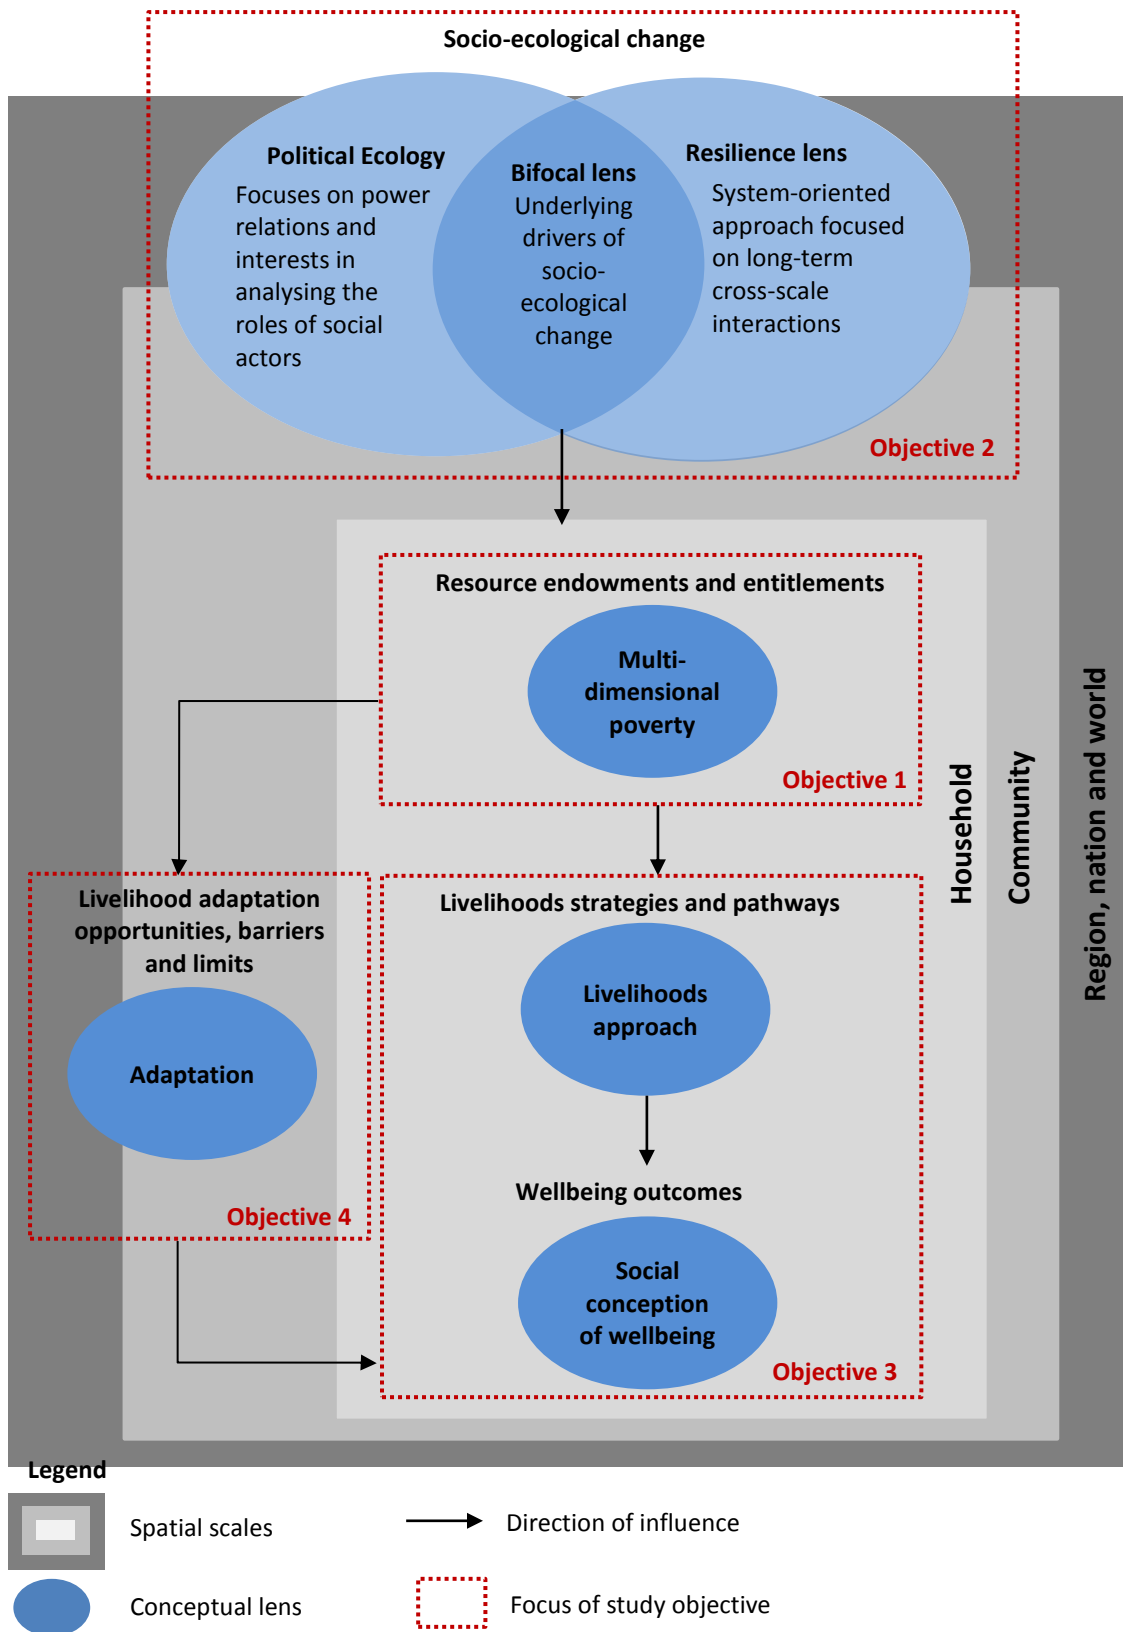 Socio-ecological change
Political Ecology
Focuses on power
relations and
interests in
analysing the
roles of social
actors
Bifocal lens
Underlying
drivers of
socio-
ecological
change
Resilience lens
System-oriented
approach focused
on long-term
cross-scale
interactions
Objective 2
Resource endowments and entitlements
Multi-
dimensional
poverty
Objective 1
Household
Community
Region, nation and world
Livelihood adaptation
opportunities, barriers
and limits
Adaptation
Objective 4
Livelihoods strategies and pathways
Livelihoods
approach
Wellbeing outcomes
Social
conception
of wellbeing
Objective 3
Legend
Spatial scales
Direction of influence
Conceptual lens
Focus of study objective